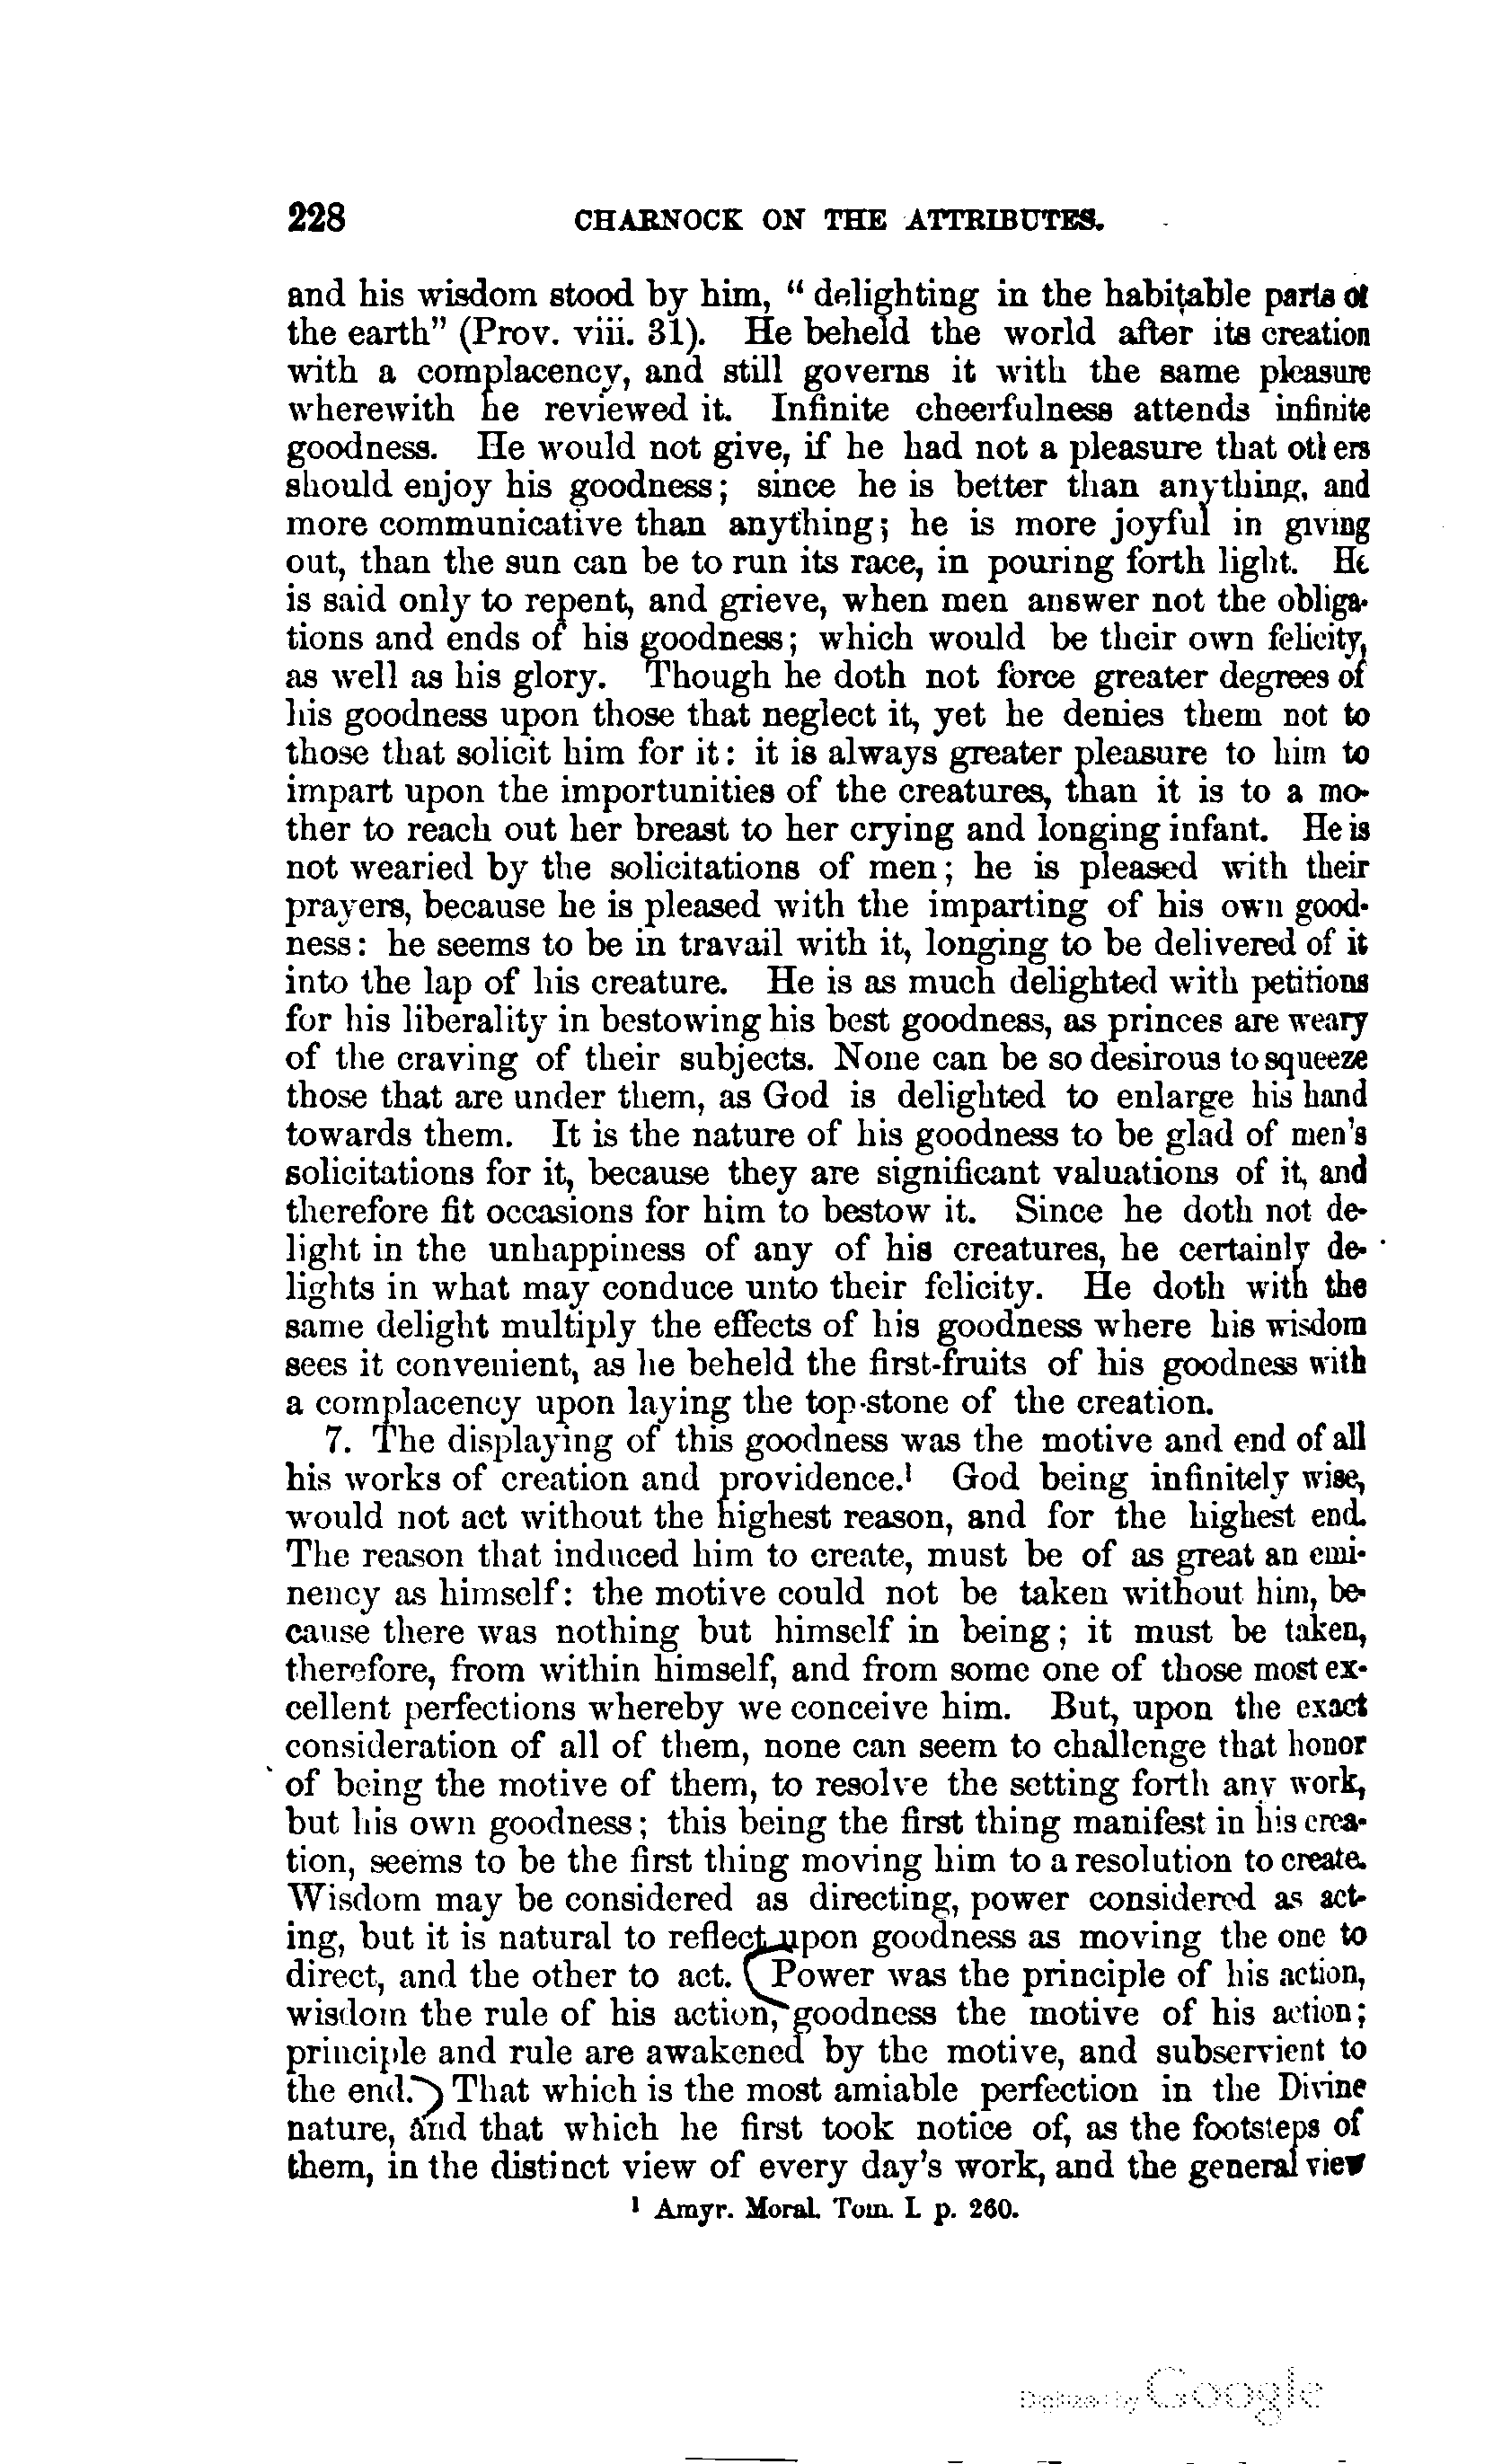 228 CHARNOCK ON THE ATTRIBUTES.
and his wisdom stood by him, “ delighting in the habitable parts of
the earth” (Prov. viii. 31). He beheld the world after its creation
with a complacency, and still governs it with the same pleasure
wherewith he reviewed it. Infinite cheerfulness attends infinite
goodness. He would not give, if he had not a pleasure that others
should enjoy his goodness; since he is better than anything, and
more communicative than anything; he is more joyful in giving
out, than the sun can be to run its race, in pouring forth light. He
is said only to repent, and grieve, when men answer not the obliga-
tions and ends of his goodness; which would be their own felicity,
as well as his glory. Though he doth not force greater degrees of
his goodness upon those that neglect it, yet he denies them not to
those that solicit him for it: it is always greater pleasure to him to
impart upon the importunities of the creatures, than it is to a mo-
ther to reach out her breast to her crying and longing infant. He is
not wearied by the solicitations of men; he is pleased with their
prayers, because he is pleased with the imparting of his own good-
ness: he seems to be in travail with it, longing to be delivered of it
into the lap of his creature. He is as much delighted with petitions
for his liberality in bestowing his best goodness, as princes are weary
of the craving of their subjects. None can be so desirous to squeeze
those that are under them, as God is delighted to enlarge his hand
towards them. It is the nature of his goodness to be glad of men's
solicitations for it, because they are significant valuations of it, and
therefore fit occasions for him to bestow it. Since he doth not de-
light in the unhappiness of any of his creatures, he certainly de-
lights in what may conduce unto their felicity. He doth with the
same delight multiply the effects of his goodness where his wisdom
sees it convenient, as he beheld the first-fruits of his goodness with
a complacency upon laying the top-stone of the creation.
7. The displaying of this goodness was the motive and end of all
his works of creation and providence.¹ God being infinitely wise,
would not act without the highest reason, and for the highest end.
The reason that induced him to create, must be of as great an emi-
nency as himself: the motive could not be taken without him, be-
cause there was nothing but himself in being; it must be taken,
therefore, from within himself, and from some one of those most ex-
cellent perfections whereby we conceive him. But, upon the exact
consideration of all of them, none can seem to challenge that honor
of being the motive of them, to resolve the setting forth any work,
but his own goodness; this being the first thing manifest in his crea-
tion, seems to be the first thing moving him to a resolution to create.
Wisdom may be considered as directing, power considered as act-
ing, but it is natural to reflect upon goodness as moving the one to
direct, and the other to act. Power was the principle of his action,
wisdom the rule of his action, goodness the motive of his action;
principle and rule are awakened by the motive, and subservient to
the end. That which is the most amiable perfection in the Divine
nature, and that which he first took notice of, as the footsteps of
them, in the distinct view of every day's work, and the general view
¹ Amyr. Moral. Tom. I. p. 260.
Digitized by Google